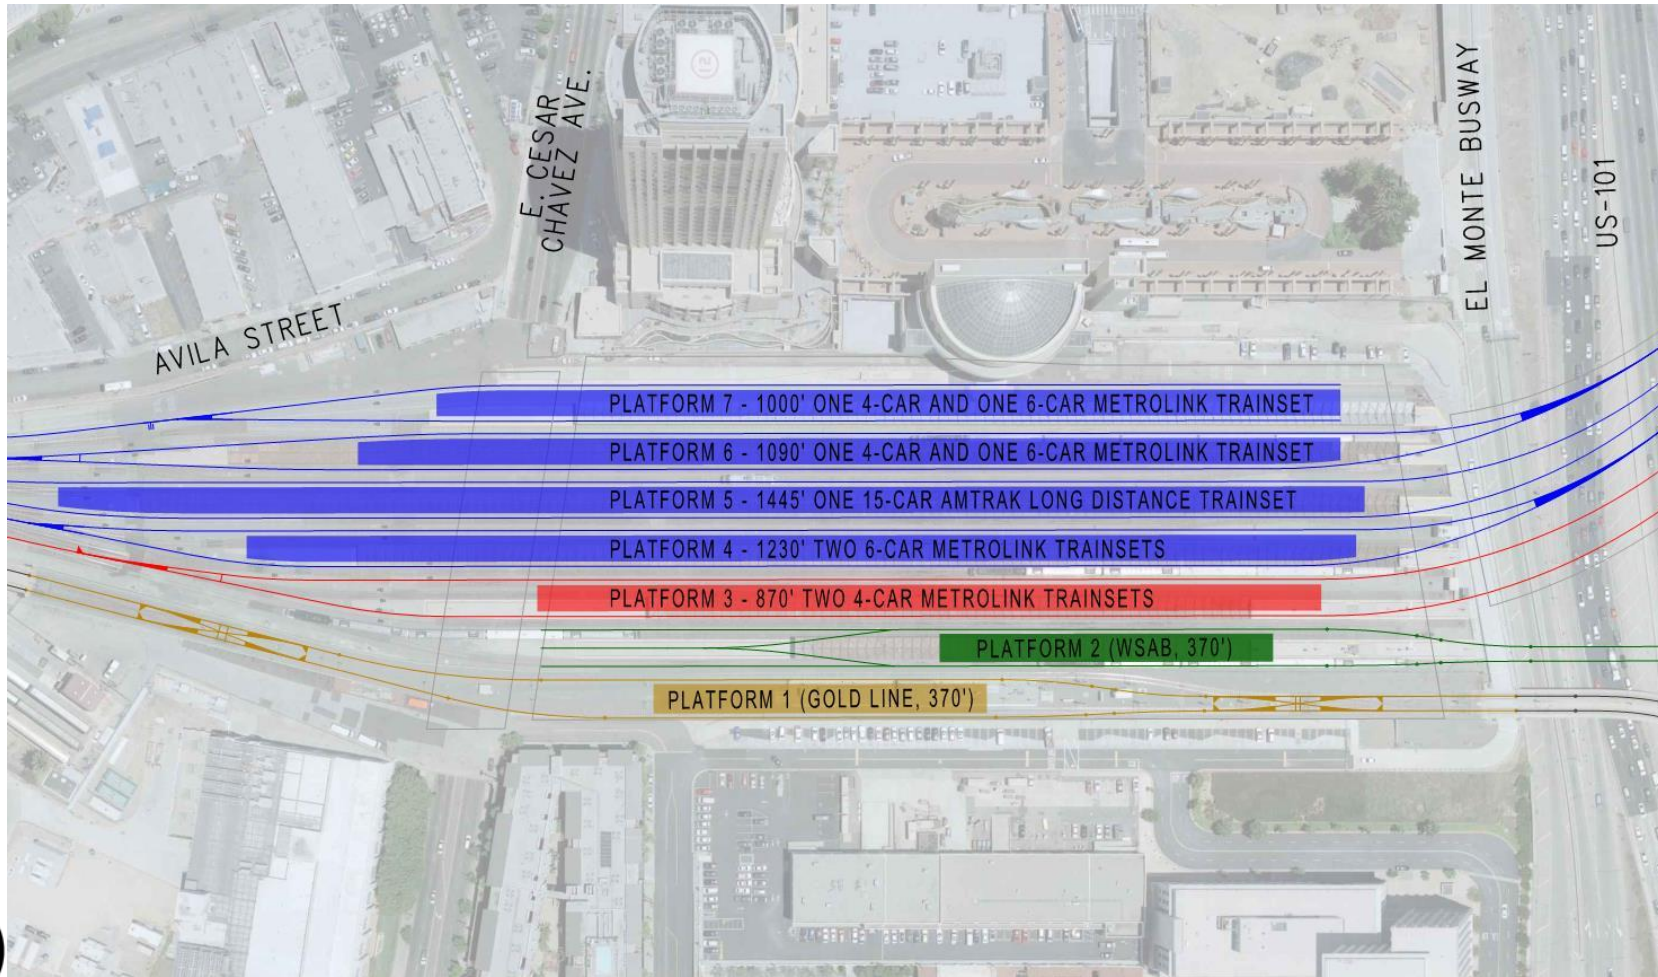 E. CESAR
CHAVEZ AVE.
EL MONTE BUSWAY
US-101
AVILA STREET
PLATFORM 7 - 1000' ONE 4-CAR AND ONE 6-CAR METROLINK TRAINSET
PLATFORM 6 - 1090' ONE 4-CAR AND ONE 6-CAR METROLINK TRAINSET
PLATFORM 5 - 1445' ONE 15-CAR AMTRAK LONG DISTANCE TRAINSET
PLATFORM 4 - 1230' TWO 6-CAR METROLINK TRAINSETS
PLATFORM 3 - 870' TWO 4-CAR METROLINK TRAINSETS
PLATFORM 2 (WSAB, 370')
PLATFORM 1 (GOLD LINE, 370')